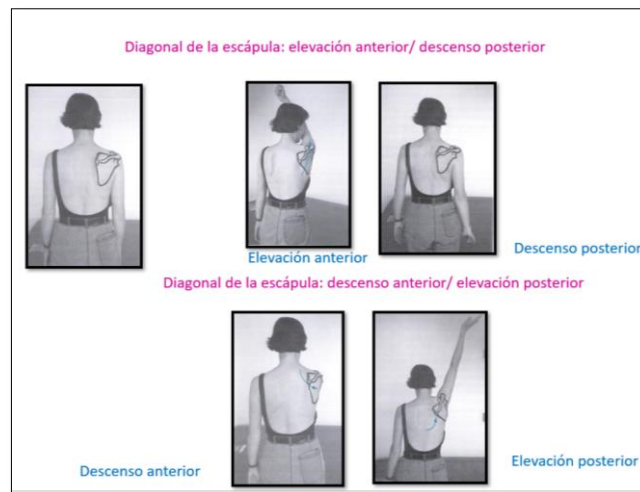 Diagonal de la escápula: elevación anterior/ descenso posterior
Elevación anterior
Descenso posterior
Diagonal de la escápula: descenso anterior/ elevación posterior
Descenso anterior
Elevación posterior